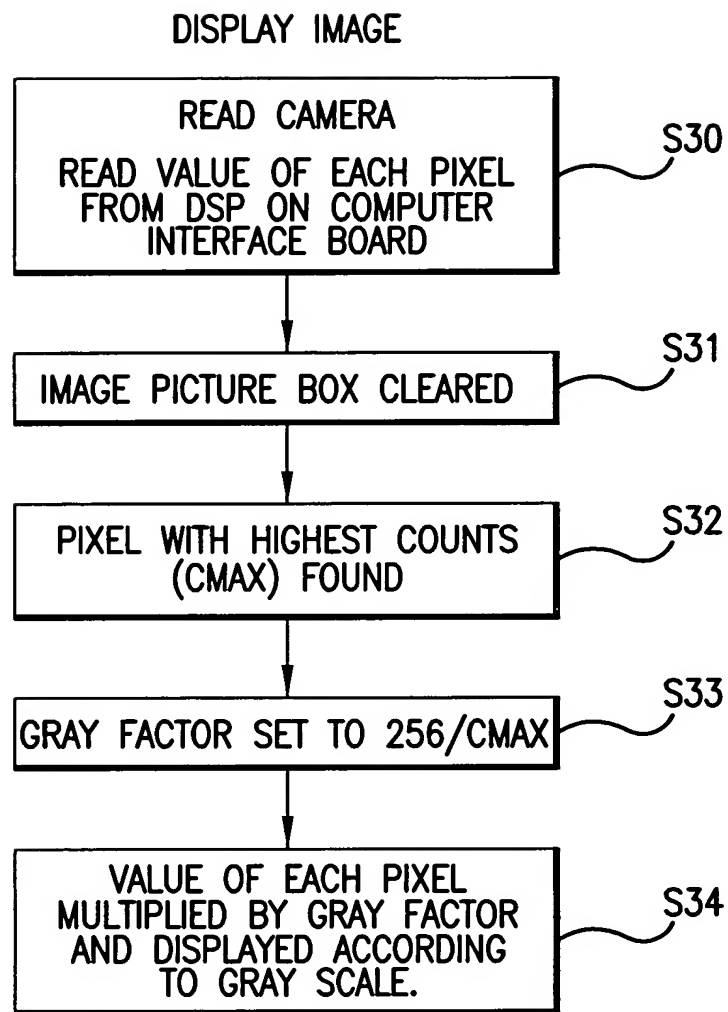 DISPLAY IMAGE
READ CAMERA
READ VALUE OF EACH PIXEL
FROM DSP ON COMPUTER
INTERFACE BOARD
S30
IMAGE PICTURE BOX CLEARED
S31
PIXEL WITH HIGHEST COUNTS
(CMAX) FOUND
S32
GRAY FACTOR SET TO 256/CMAX
S33
VALUE OF EACH PIXEL
MULTIPLIED BY GRAY FACTOR
AND DISPLAYED ACCORDING
TO GRAY SCALE.
S34